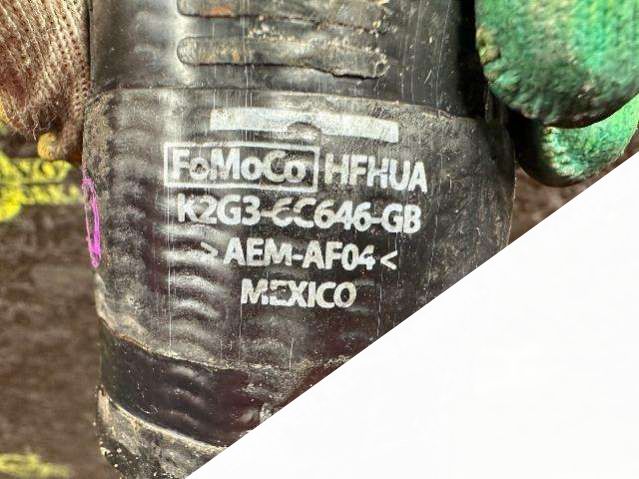 FoMoCo HFHUA
K2G3-6C646-GB
>AEM-AF04<
MEXICO